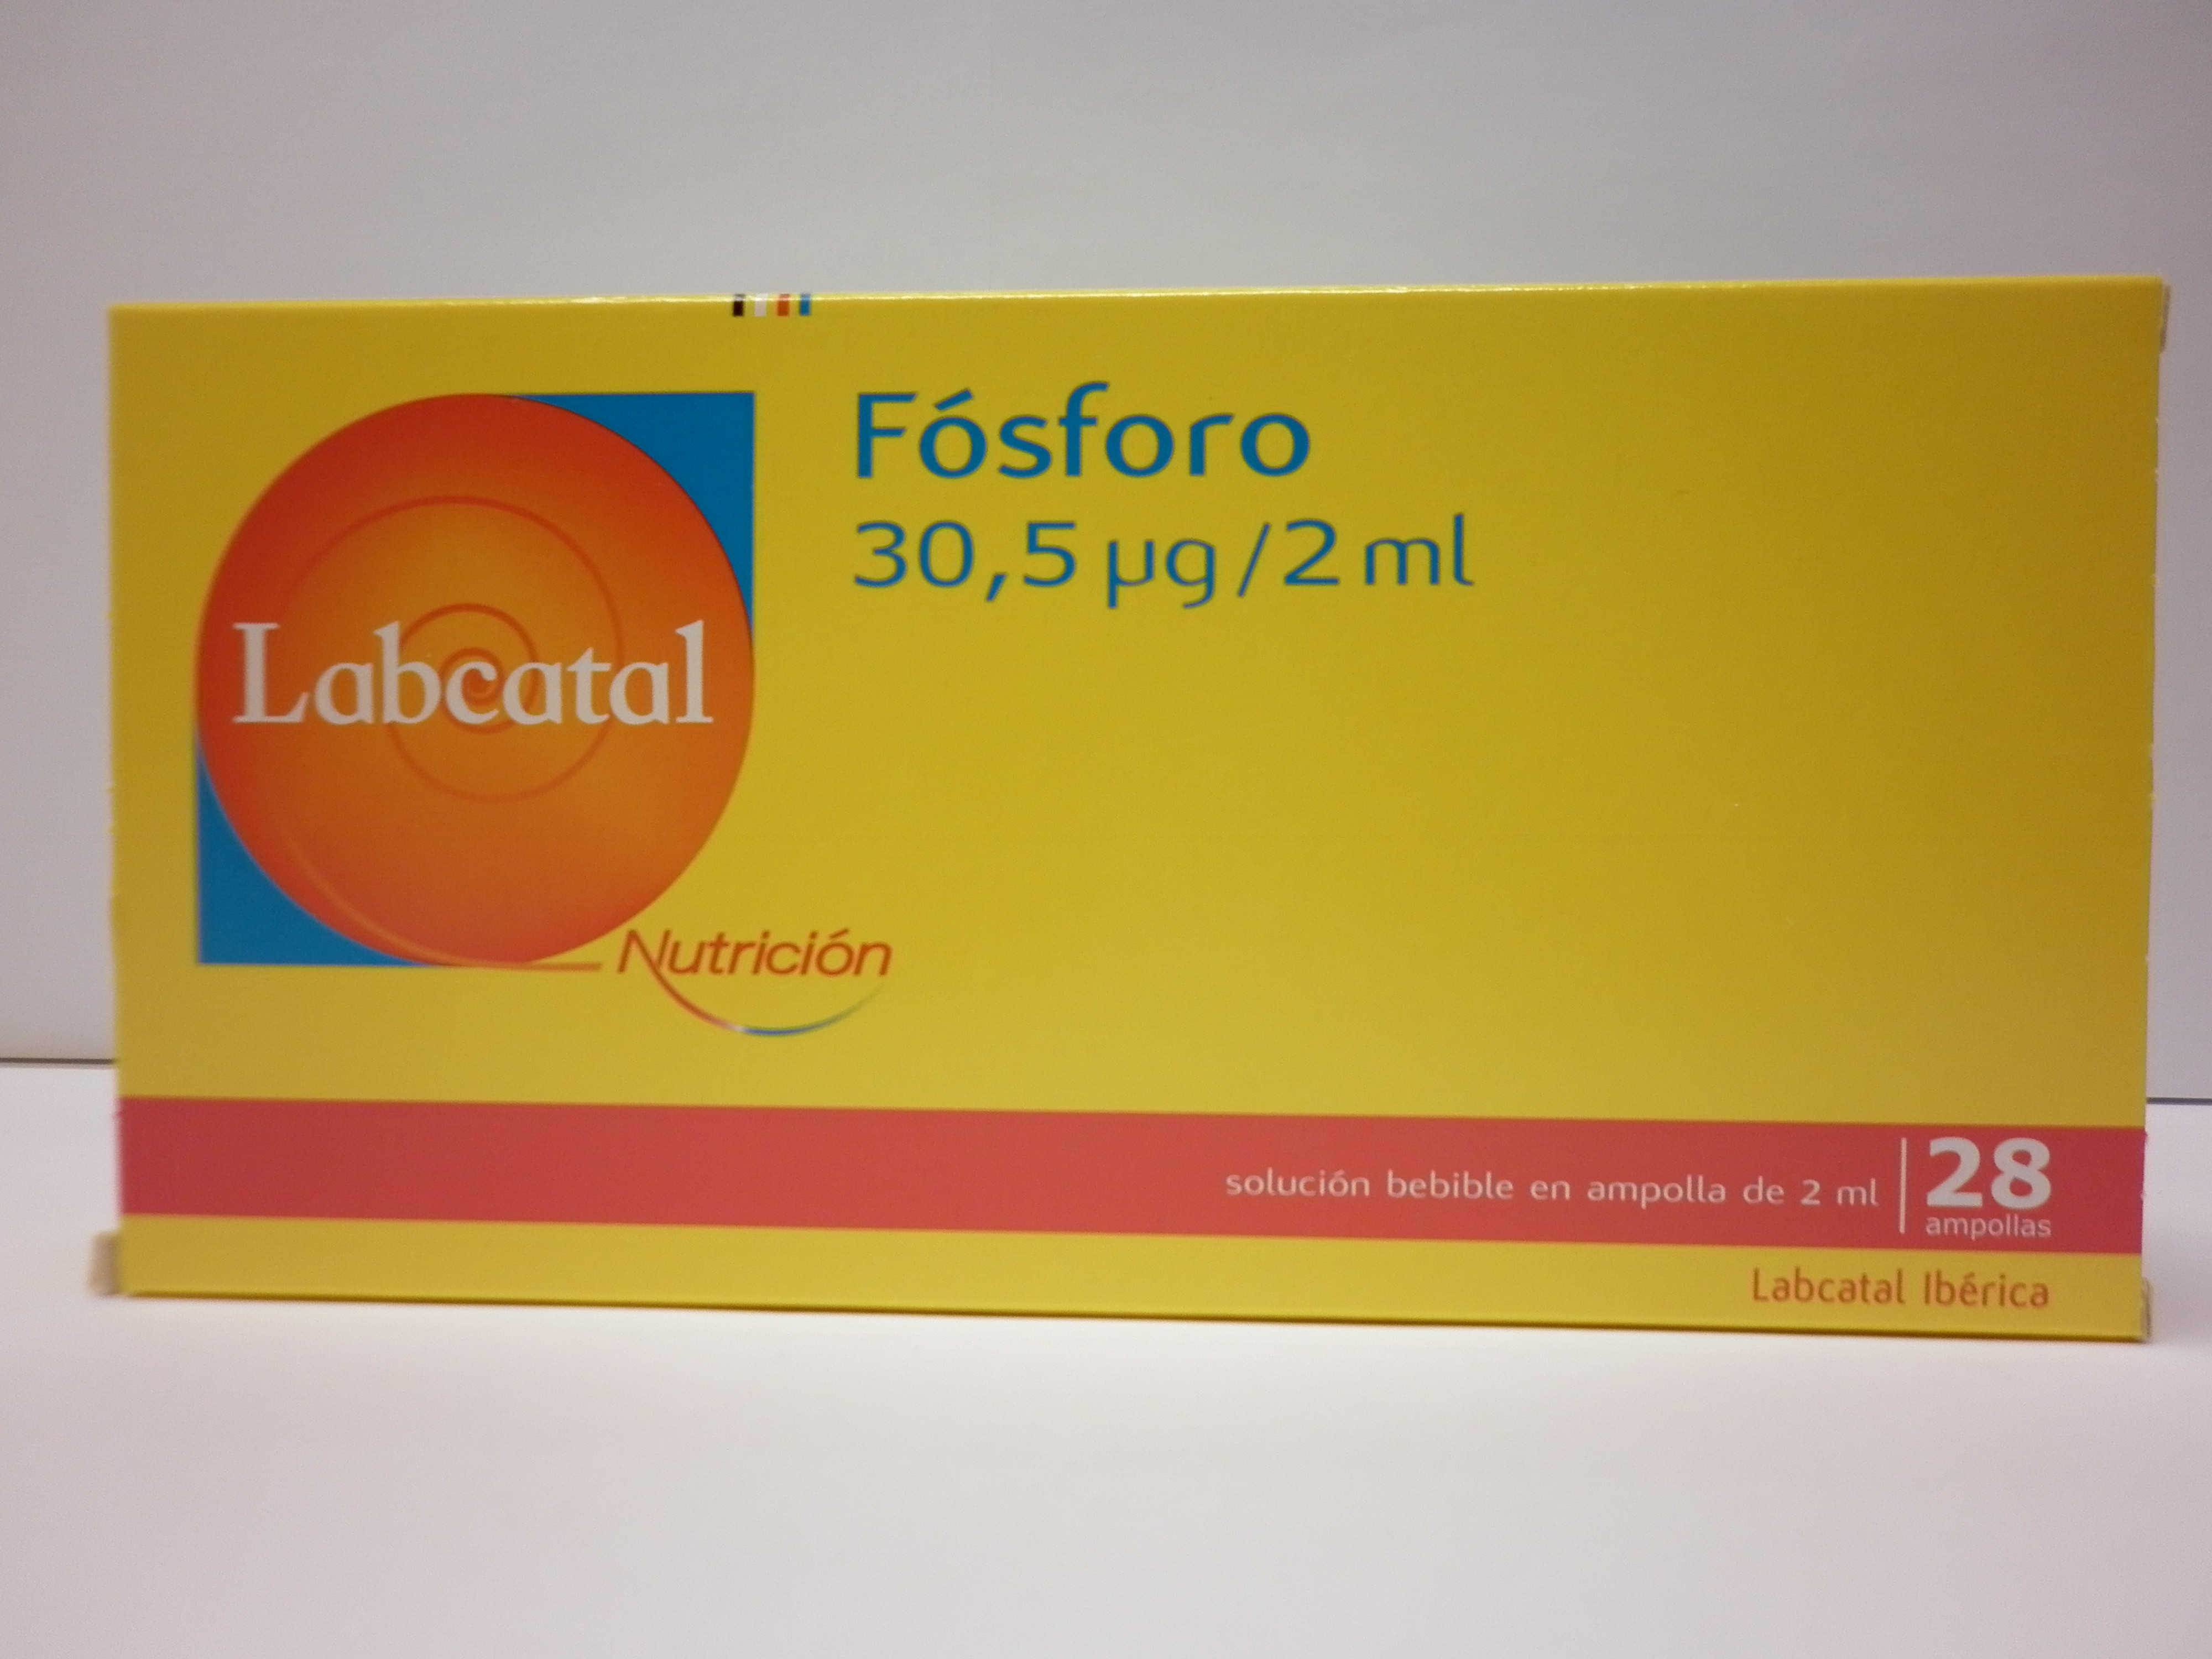 Fósforo
30,5 µg/2 ml
Labcatal
Nutrición
solución bebible en ampolla de 2 ml
28
ampollas
Labcatal Ibérica